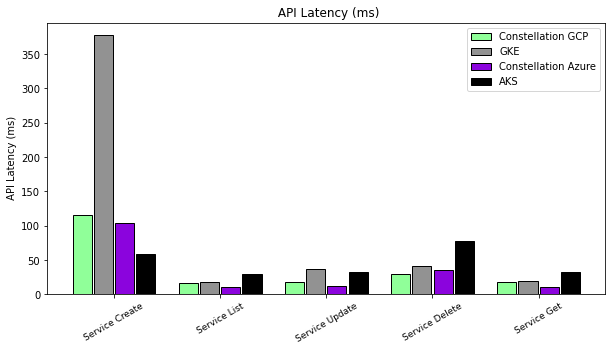 API Latency (ms)
Constellation GCP
GKE
Constellation Azure
AKS
API Latency (ms)
350
300
250
200
150
100
50
0
Service Create
Service List
Service Update
Service Delete
Service Get